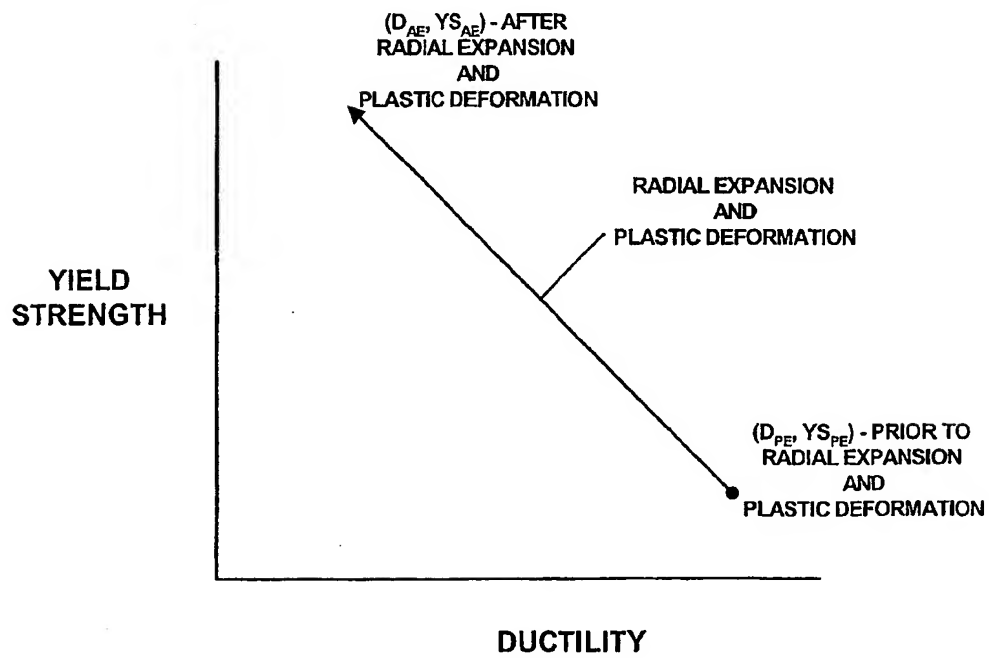 (D_AE, YS_AE) - AFTER
RADIAL EXPANSION
AND
PLASTIC DEFORMATION
RADIAL EXPANSION
AND
PLASTIC DEFORMATION
YIELD
STRENGTH
(D_PE, YS_PE) - PRIOR TO
RADIAL EXPANSION
AND
PLASTIC DEFORMATION
DUCTILITY